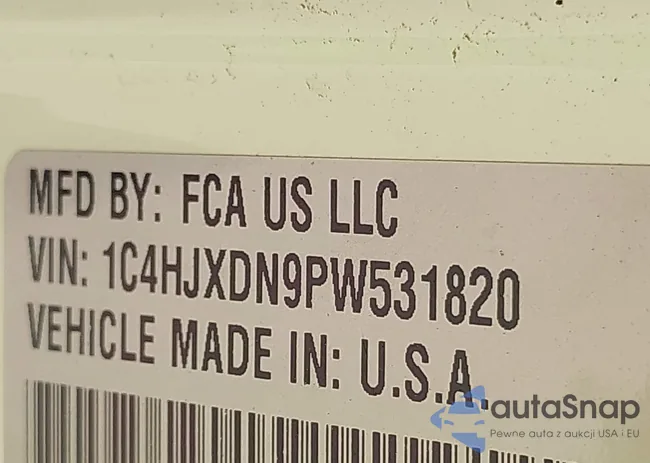 MFD BY: FCA US LLC
VIN: 1C4HJXDN9PW531820
VEHICLE MADE IN: U.S.A.
autaSnap
Pewne auta z aukcji USA i EU